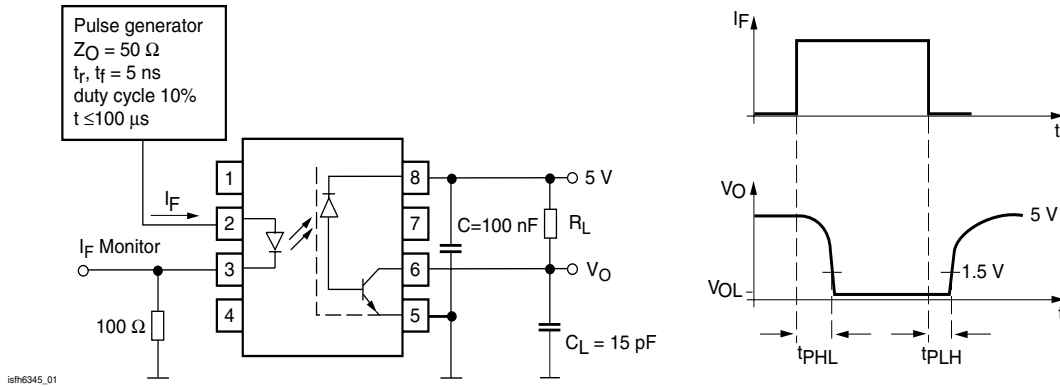 Pulse generator
ZO = 50 Ω
tr, tf = 5 ns
duty cycle 10%
t ≤100 μs
IF
IF Monitor
100 Ω
1
2
3
4
8
7
6
5
5 V
C=100 nF
RL
VO
CL = 15 pF
isfh6345_01
IF
t
VO
5 V
1.5 V
VOL
t
tPHL
tPLH